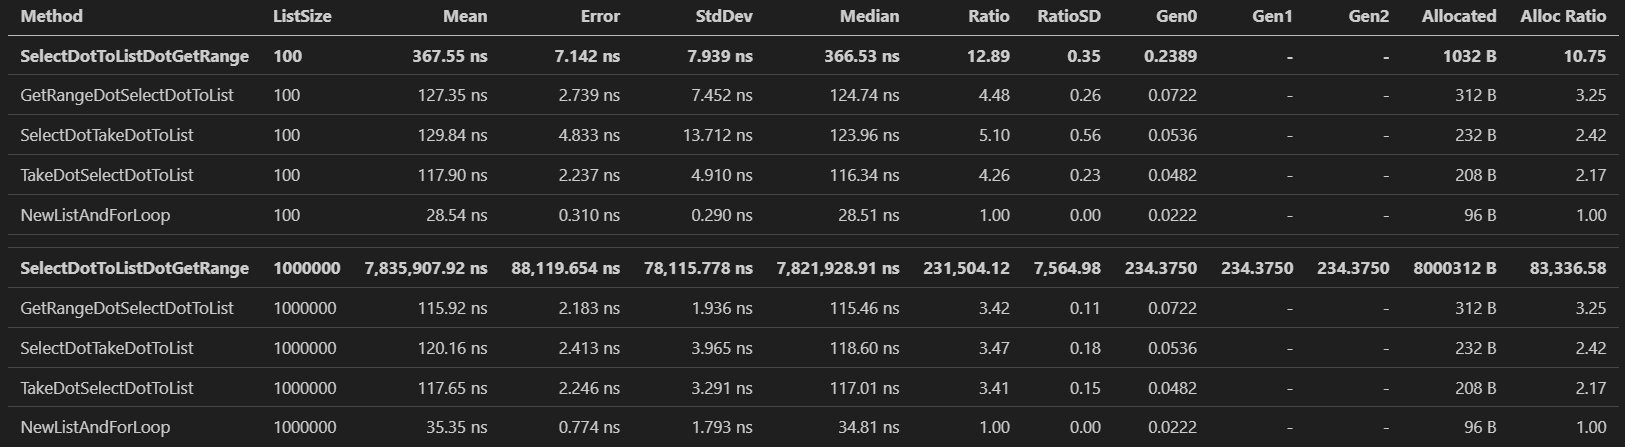 Method ListSize Mean Error StdDev Median Ratio RatioSD Gen0 Gen1 Gen2 Allocated Alloc Ratio
SelectDotToListDotGetRange 100 367.55 ns 7.142 ns 7.939 ns 366.53 ns 12.89 0.35 0.2389 - - 1032 B 10.75
GetRangeDotSelectDotToList 100 127.35 ns 2.739 ns 7.452 ns 124.74 ns 4.48 0.26 0.0722 - - 312 B 3.25
SelectDotTakeDotToList 100 129.84 ns 4.833 ns 13.712 ns 123.96 ns 5.10 0.56 0.0536 - - 232 B 2.42
TakeDotSelectDotToList 100 117.90 ns 2.237 ns 4.910 ns 116.34 ns 4.26 0.23 0.0482 - - 208 B 2.17
NewListAndForLoop 100 28.54 ns 0.310 ns 0.290 ns 28.51 ns 1.00 0.00 0.0222 - - 96 B 1.00
SelectDotToListDotGetRange 1000000 7,835,907.92 ns 88,119.654 ns 78,115.778 ns 7,821,928.91 ns 231,504.12 7,564.98 234.3750 234.3750 234.3750 8000312 B 83,336.58
GetRangeDotSelectDotToList 1000000 115.92 ns 2.183 ns 1.936 ns 115.46 ns 3.42 0.11 0.0722 - - 312 B 3.25
SelectDotTakeDotToList 1000000 120.16 ns 2.413 ns 3.965 ns 118.60 ns 3.47 0.18 0.0536 - - 232 B 2.42
TakeDotSelectDotToList 1000000 117.65 ns 2.246 ns 3.291 ns 117.01 ns 3.41 0.15 0.0482 - - 208 B 2.17
NewListAndForLoop 1000000 35.35 ns 0.774 ns 1.793 ns 34.81 ns 1.00 0.00 0.0222 - - 96 B 1.00